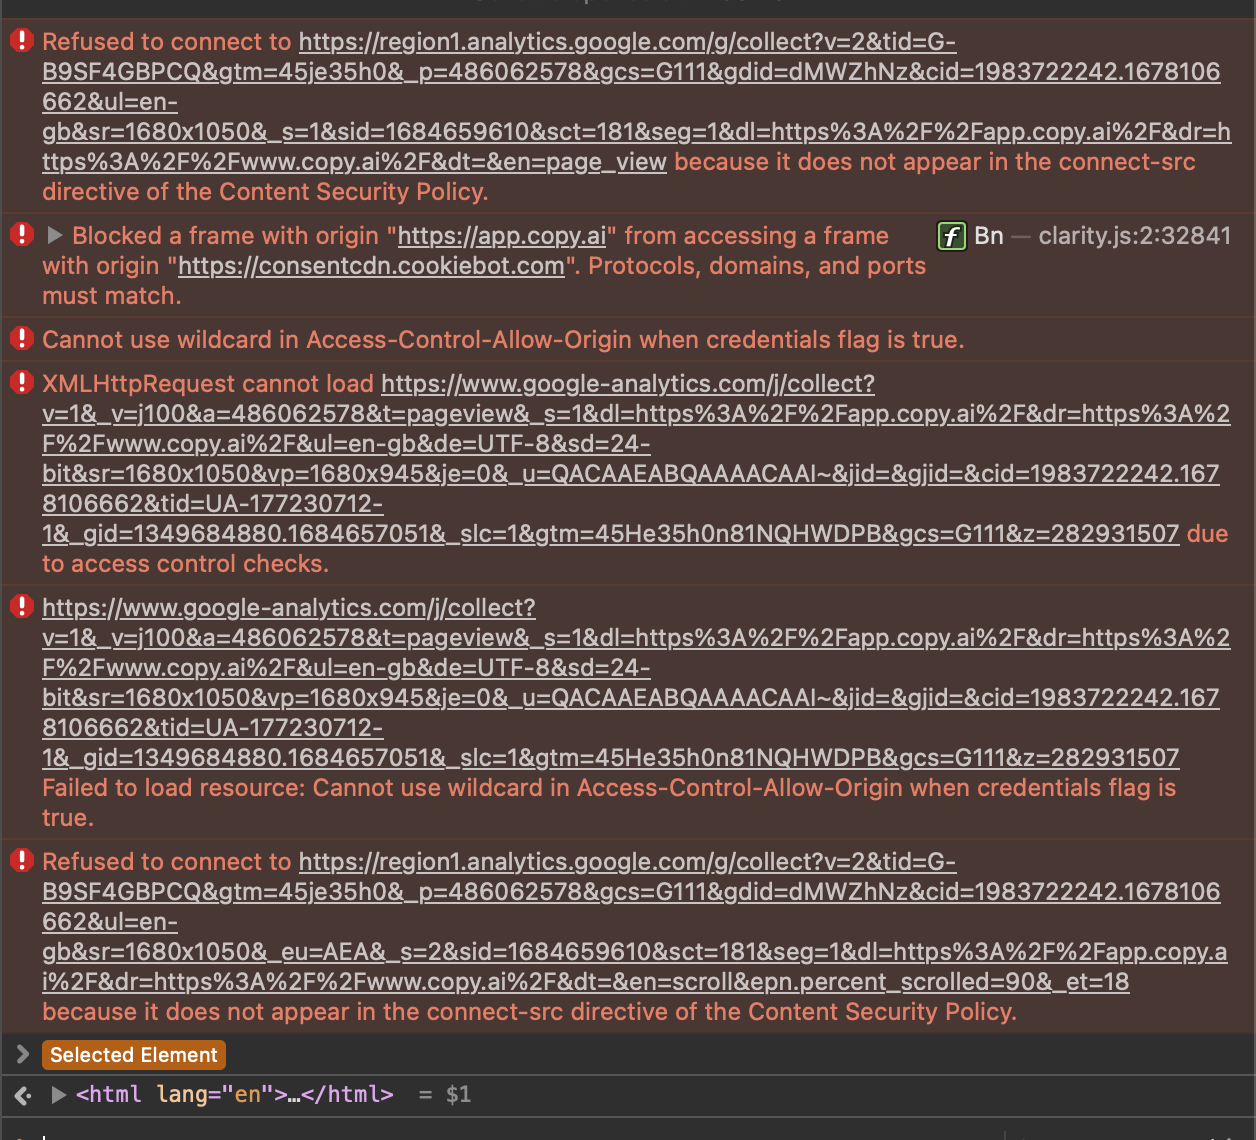 Refused to connect to https://region1.analytics.google.com/g/collect?v=2&tid=G-
B9SF4GBPCQ&gtm=45je35h0&_p=486062578&gcs=G111&gdid=dMWZhNz&cid=1983722242.1678106
662&ul=en-
gb&sr=1680x1050&_s=1&sid=1684659610&sct=181&seg=1&dl=https%3A%2F%2Fapp.copy.ai%2F&dr=h
ttps%3A%2F%2Fwww.copy.ai%2F&dt=&en=page_view because it does not appear in the connect-src
directive of the Content Security Policy.
Blocked a frame with origin "https://app.copy.ai" from accessing a frame
with origin "https://consentcdn.cookiebot.com". Protocols, domains, and ports
must match.
f Bn — clarity.js:2:32841
Cannot use wildcard in Access-Control-Allow-Origin when credentials flag is true.
XMLHttpRequest cannot load https://www.google-analytics.com/j/collect?
v=1&_v=j100&a=486062578&t=pageview&_s=1&dl=https%3A%2F%2Fapp.copy.ai%2F&dr=https%3A%2
F%2Fwww.copy.ai%2F&ul=en-gb&de=UTF-8&sd=24-
bit&sr=1680x1050&vp=1680x945&je=0&_u=QACAAEABQAAAACAAI~&jid=&gjid=&cid=1983722242.167
8106662&tid=UA-177230712-
1&_gid=1349684880.1684657051&_slc=1&gtm=45He35h0n81NQHWDPB&gcs=G111&z=282931507 due
to access control checks.
https://www.google-analytics.com/j/collect?
v=1&_v=j100&a=486062578&t=pageview&_s=1&dl=https%3A%2F%2Fapp.copy.ai%2F&dr=https%3A%2
F%2Fwww.copy.ai%2F&ul=en-gb&de=UTF-8&sd=24-
bit&sr=1680x1050&vp=1680x945&je=0&_u=QACAAEABQAAAACAAI~&jid=&gjid=&cid=1983722242.167
8106662&tid=UA-177230712-
1&_gid=1349684880.1684657051&_slc=1&gtm=45He35h0n81NQHWDPB&gcs=G111&z=282931507
Failed to load resource: Cannot use wildcard in Access-Control-Allow-Origin when credentials flag is
true.
Refused to connect to https://region1.analytics.google.com/g/collect?v=2&tid=G-
B9SF4GBPCQ&gtm=45je35h0&_p=486062578&gcs=G111&gdid=dMWZhNz&cid=1983722242.1678106
662&ul=en-
gb&sr=1680x1050&_eu=AEA&_s=2&sid=1684659610&sct=181&seg=1&dl=https%3A%2F%2Fapp.copy.a
i%2F&dr=https%3A%2F%2Fwww.copy.ai%2F&dt=&en=scroll&epn.percent_scrolled=90&_et=18
because it does not appear in the connect-src directive of the Content Security Policy.
Selected Element
<html lang="en">…</html> = $1